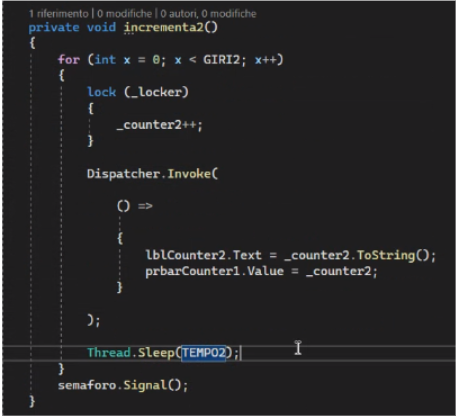 1 riferimento | 0 modifiche | 0 autori, 0 modifiche
private void incrementa2()
{
for (int x = 0; x < GIRI2; x++)
{
lock (_locker)
{
_counter2++;
}
Dispatcher.Invoke(
() =>
{
lblCounter2.Text = _counter2.ToString();
prbarCounter1.Value = _counter2;
}
);
Thread.Sleep(TEMPO2);
}
semaforo.Signal();
}